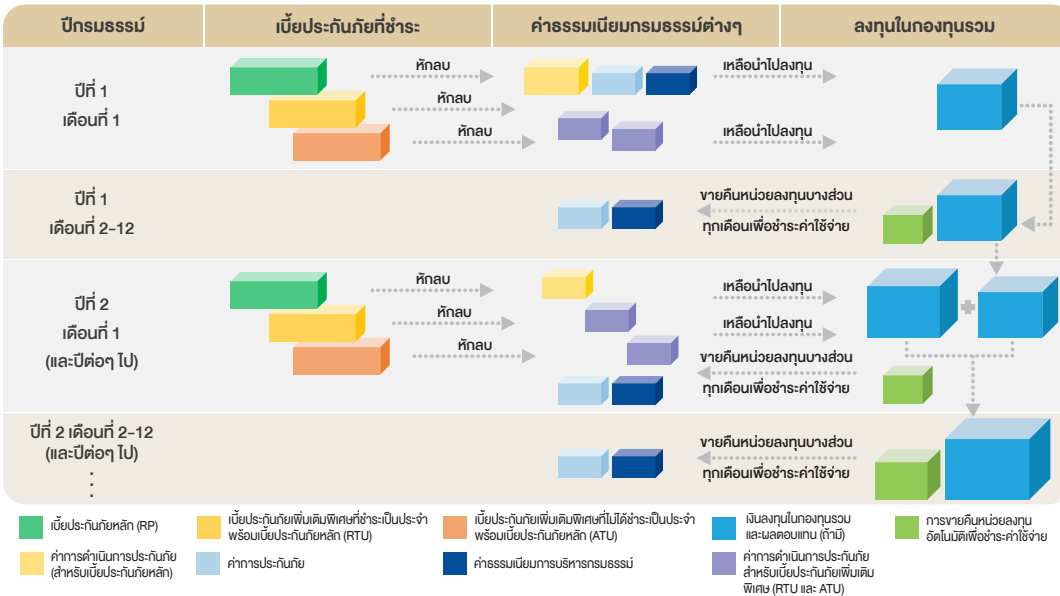 ปีกรมธรรม์
เบี้ยประกันภัยที่ชำระ
ค่าธรรมเนียมกรมธรรม์ต่างๆ
ลงทุนในกองทุนรวม
ปีที่ 1
เดือนที่ 1
หักลบ
หักลบ
หักลบ
เหลือนำไปลงทุน
เหลือนำไปลงทุน
ปีที่ 1
เดือนที่ 2-12
ขายคืนหน่วยลงทุนบางส่วน
ทุกเดือนเพื่อชำระค่าใช้จ่าย
ปีที่ 2
เดือนที่ 1
(และปีต่อๆ ไป)
หักลบ
หักลบ
หักลบ
เหลือนำไปลงทุน
เหลือนำไปลงทุน
ขายคืนหน่วยลงทุนบางส่วน
ทุกเดือนเพื่อชำระค่าใช้จ่าย
ปีที่ 2 เดือนที่ 2-12
(และปีต่อๆ ไป)
ขายคืนหน่วยลงทุนบางส่วน
ทุกเดือนเพื่อชำระค่าใช้จ่าย
เบี้ยประกันภัยหลัก (RP)
เบี้ยประกันภัยเพิ่มเติมพิเศษที่ชำระเป็นประจำ
พร้อมเบี้ยประกันภัยหลัก (RTU)
เบี้ยประกันภัยเพิ่มเติมพิเศษที่ไม่ได้ชำระเป็นประจำ
พร้อมเบี้ยประกันภัยหลัก (ATU)
เงินลงทุนในกองทุนรวม
และผลตอบแทน (ถ้ามี)
การขายคืนหน่วยลงทุน
อัตโนมัติเพื่อชำระค่าใช้จ่าย
ค่าการดำเนินการประกันภัย
(สำหรับเบี้ยประกันภัยหลัก)
ค่าการประกันภัย
ค่าธรรมเนียมการบริหารกรมธรรม์
ค่าการดำเนินการประกันภัย
สำหรับเบี้ยประกันภัยเพิ่มเติม
พิเศษ (RTU และ ATU)